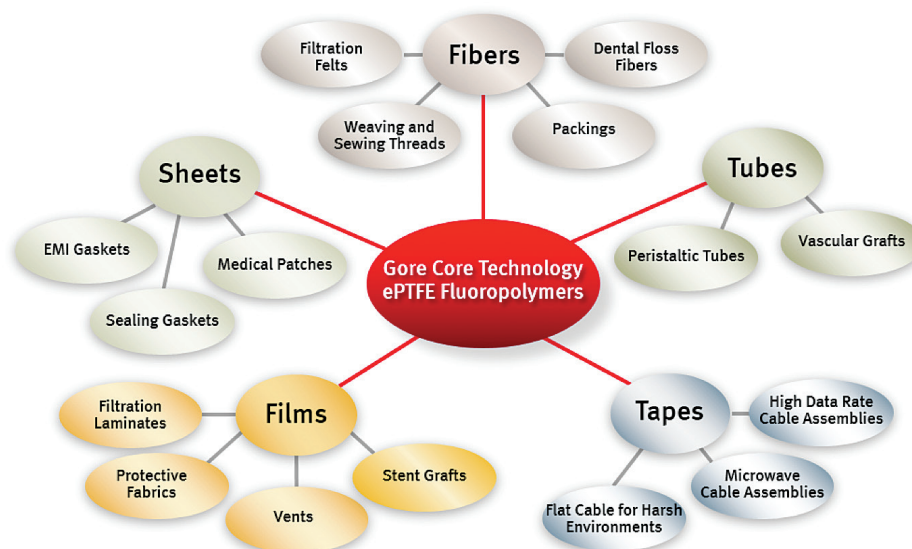 Fibers
Filtration
Felts
Dental Floss
Fibers
Weaving and
Sewing Threads
Packings
Sheets
EMI Gaskets
Medical Patches
Sealing Gaskets
Tubes
Peristaltic Tubes
Vascular Grafts
Gore Core Technology
ePTFE Fluoropolymers
Films
Filtration
Laminates
Protective
Fabrics
Vents
Stent Grafts
Tapes
High Data Rate
Cable Assemblies
Microwave
Cable Assemblies
Flat Cable for Harsh
Environments